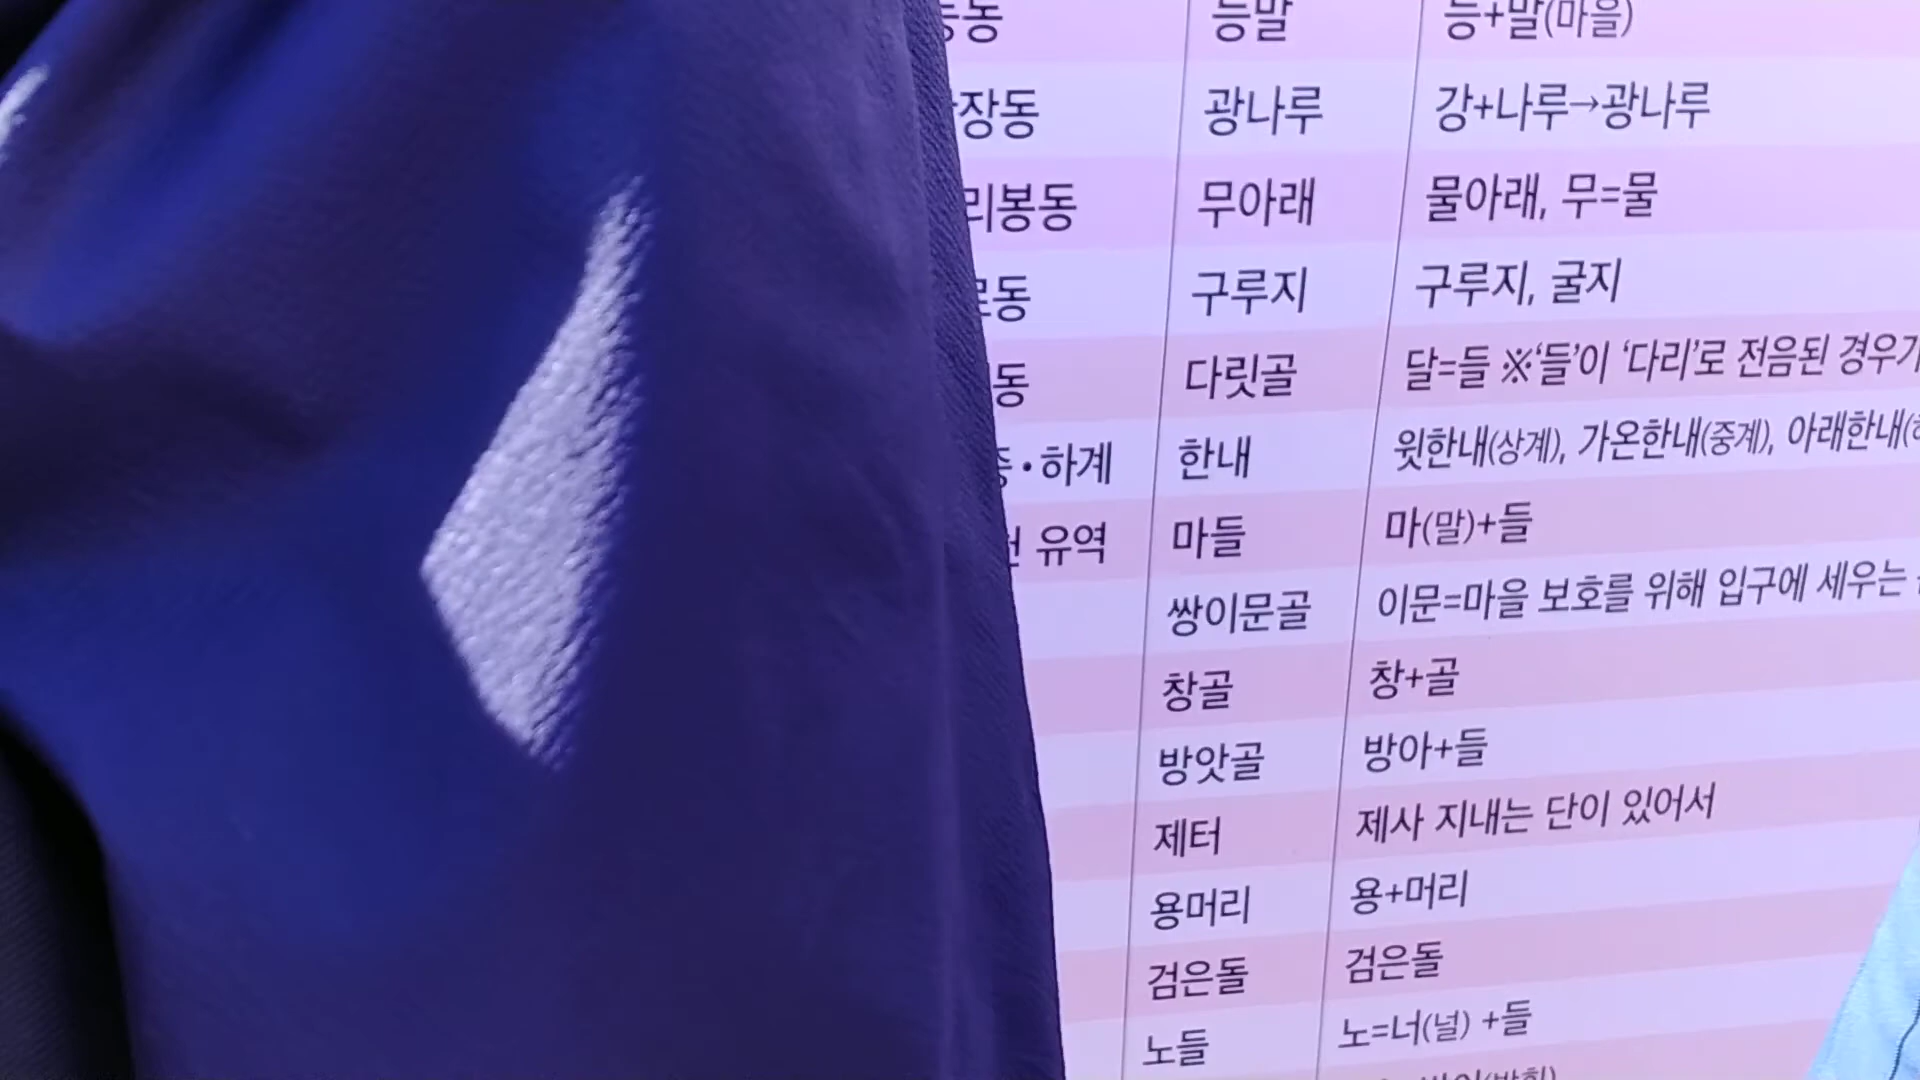 등말 등+말(마을)
장동 광나루 강+나루→광나루
리봉동 무아래 물아래, 무=물
동 구루지 구루지, 굴지
동 다릿골 달=들 ※‘들’이 ‘다리’로 전음된 경우가
·하계 한내 윗한내(상계), 가온한내(중계), 아래한내(
유역 마들 마(말)+들
쌍이문골 이문=마을 보호를 위해 입구에 세우는
창골 창+골
방앗골 방아+들
제터 제사 지내는 단이 있어서
용머리 용+머리
검은돌 검은돌
노들 노=너(널) +들